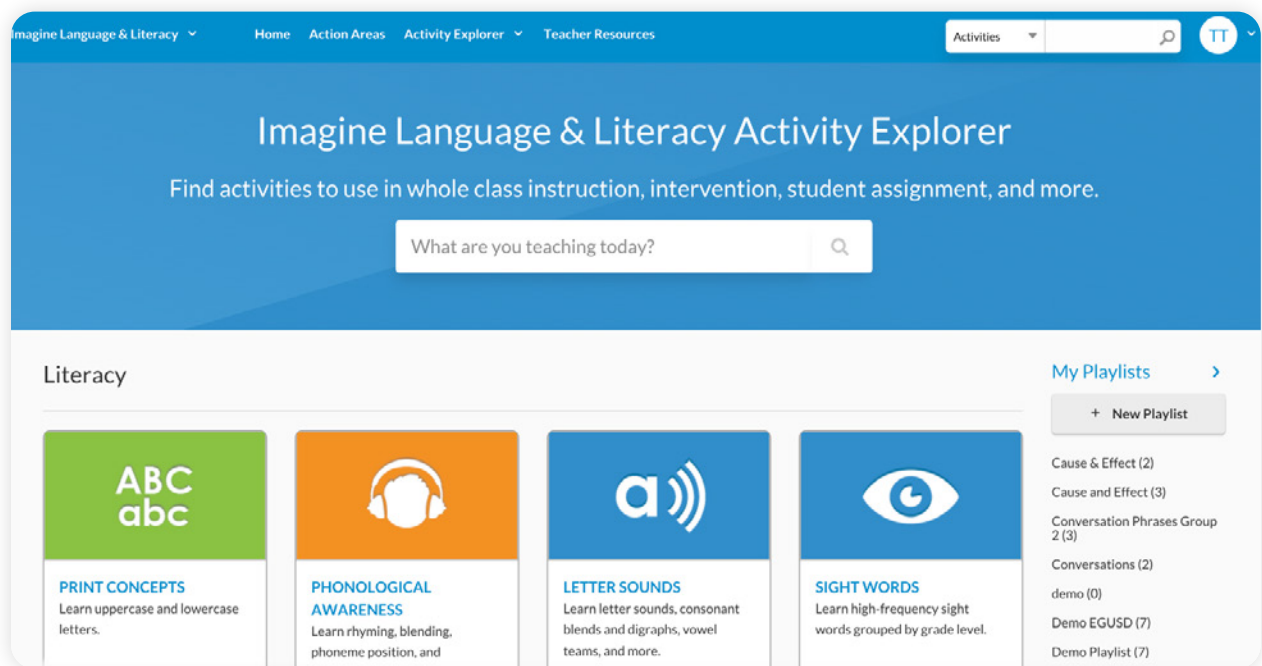 magine Language & Literacy
Home
Action Areas
Activity Explorer
Teacher Resources
Activities
TT
Imagine Language & Literacy Activity Explorer
Find activities to use in whole class instruction, intervention, student assignment, and more.
What are you teaching today?
Literacy
ABC
abc
PRINT CONCEPTS
Learn uppercase and lowercase
letters.
PHONOLOGICAL
AWARENESS
Learn rhyming, blending,
phoneme position, and
a
LETTER SOUNDS
Learn letter sounds, consonant
blends and digraphs, vowel
teams, and more.
SIGHT WORDS
Learn high-frequency sight
words grouped by grade level.
My Playlists
+ New Playlist
Cause & Effect (2)
Cause and Effect (3)
Conversation Phrases Group
2 (3)
Conversations (2)
demo (0)
Demo EGUSD (7)
Demo Playlist (7)